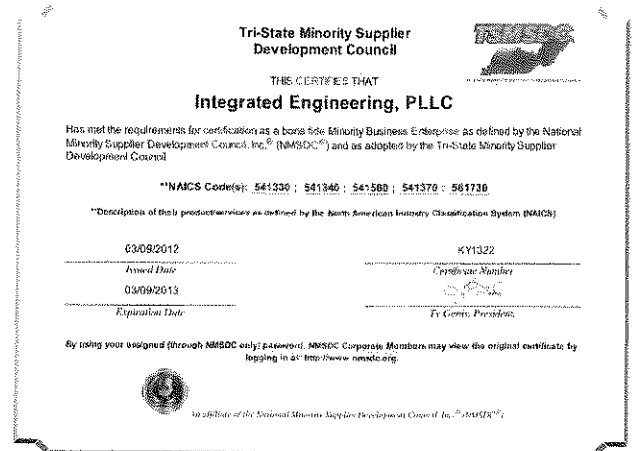 Tri-State Minority Supplier
Development Council
TSMSDC
THIS CERTIFIES THAT
Integrated Engineering, PLLC
Has met the requirements for certification as a bona fide Minority Business Enterprise as defined by the National
Minority Supplier Development Council, Inc.® (NMSDC®) and as adopted by the Tri-State Minority Supplier
Development Council
**NAICS Code(s): 541330 ; 541340 ; 541560 ; 541370 ; 561730
**Description of their product/services as defined by the North American Industry Classification System (NAICS)
03/09/2012
Issued Date
KY1322
Certificate Number
03/09/2013
Expiration Date
President
By using your assigned (through NMSDC only) password, NMSDC Corporate Members may view the original certificate by
logging in at: http://www.nmsdc.org
An affiliate of the National Minority Supplier Development Council, Inc.® (NMSDC®)